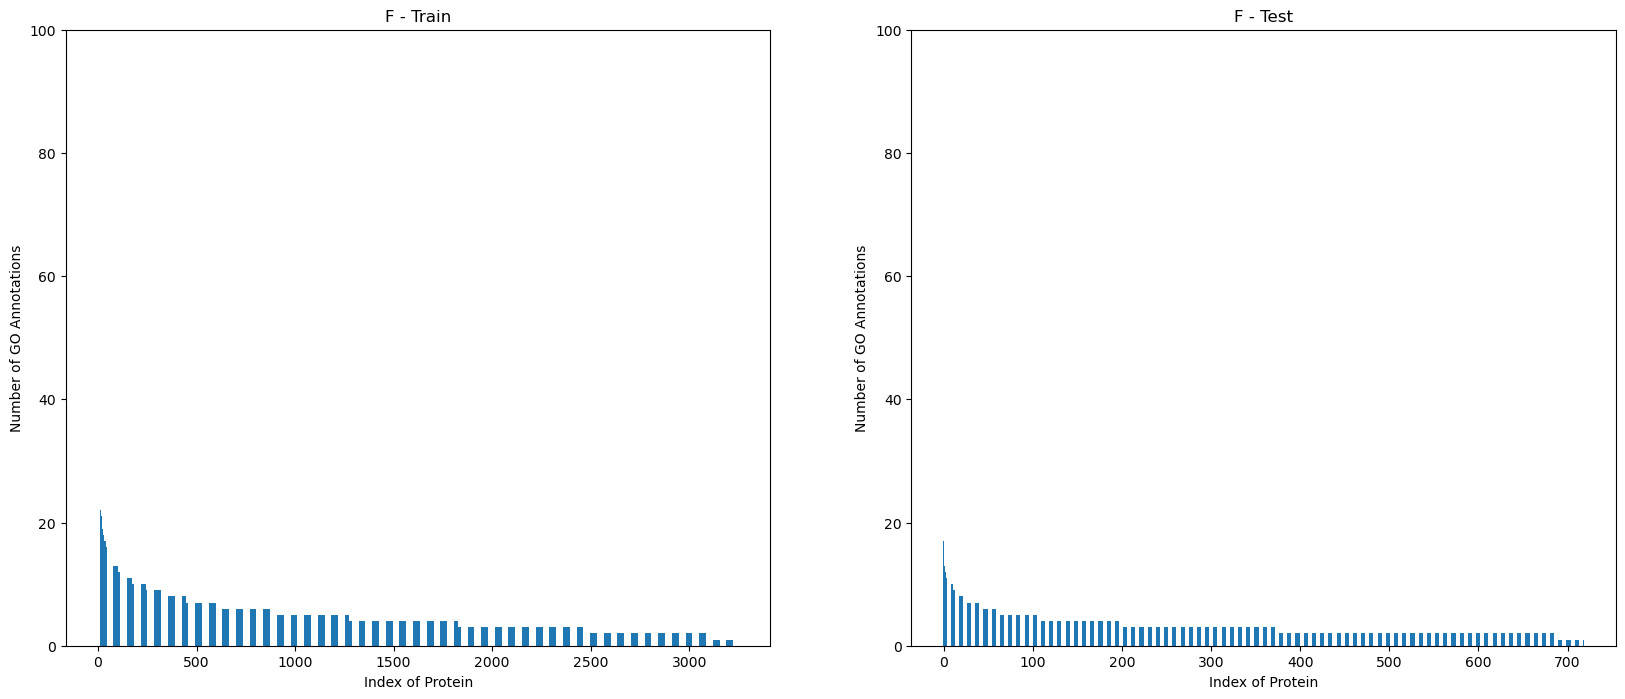 F - Train
Number of GO Annotations
100
80
60
40
20
0
0 500 1000 1500 2000 2500 3000
Index of Protein
F - Test
Number of GO Annotations
100
80
60
40
20
0
0 100 200 300 400 500 600 700
Index of Protein